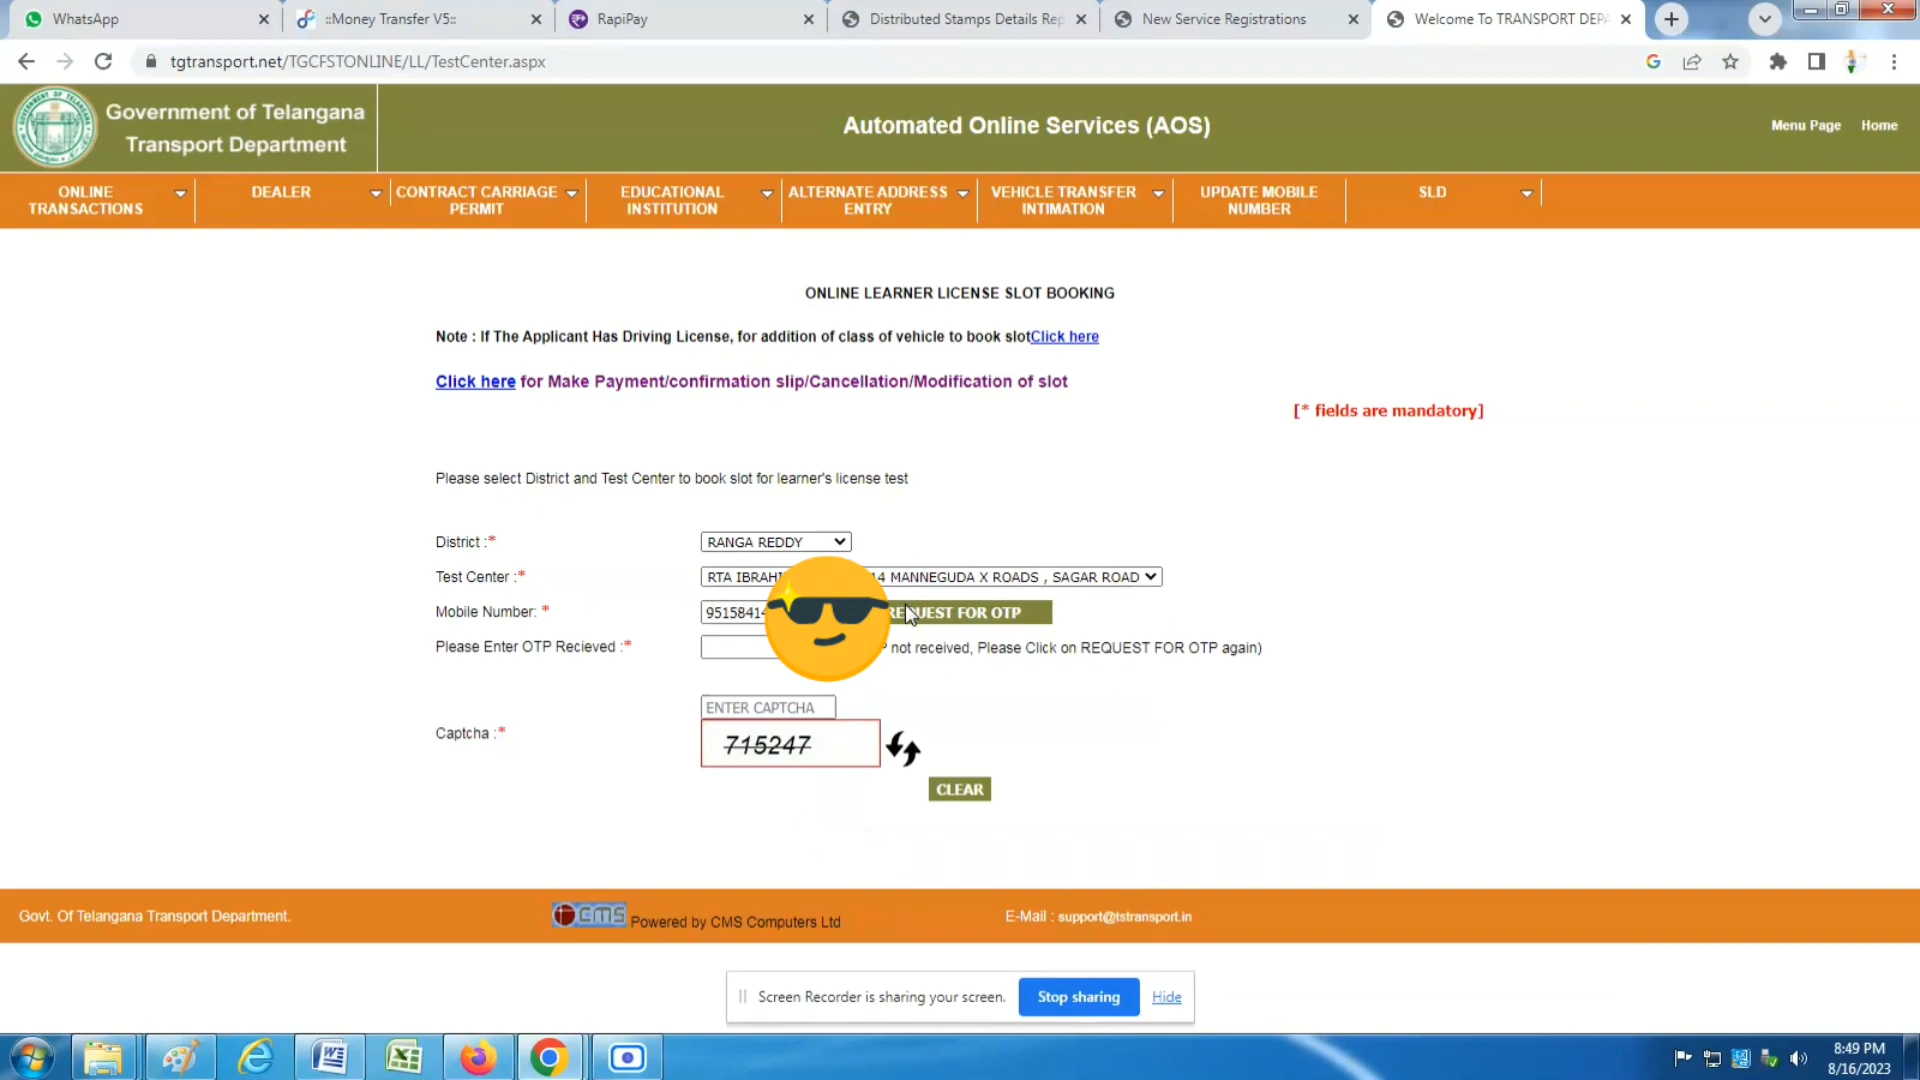 WhatsApp
::Money Transfer V5::
RapiPay
Distributed Stamps Details Rep
New Service Registrations
Welcome To TRANSPORT DEPA
tgtransport.net/TGCFSTONLINE/LL/TestCenter.aspx
Government of Telangana
Transport Department
Automated Online Services (AOS)
Menu Page Home
ONLINE TRANSACTIONS
DEALER
CONTRACT CARRIAGE PERMIT
EDUCATIONAL INSTITUTION
ALTERNATE ADDRESS ENTRY
VEHICLE TRANSFER INTIMATION
UPDATE MOBILE NUMBER
SLD
ONLINE LEARNER LICENSE SLOT BOOKING
Note : If The Applicant Has Driving License, for addition of class of vehicle to book slotClick here
Click here for Make Payment/confirmation slip/Cancellation/Modification of slot
[* fields are mandatory]
Please select District and Test Center to book slot for learner's license test
District :* RANGA REDDY
Test Center :* RTA IBRAHI 14 MANNEGUDA X ROADS , SAGAR ROAD
Mobile Number: * 9515841 REQUEST FOR OTP
Please Enter OTP Recieved :* not received, Please Click on REQUEST FOR OTP again)
ENTER CAPTCHA
Captcha :* 715247
CLEAR
Govt. Of Telangana Transport Department.
CMS Powered by CMS Computers Ltd
E-Mail : support@tstransport.in
Screen Recorder is sharing your screen. Stop sharing Hide
8:49 PM
8/16/2023